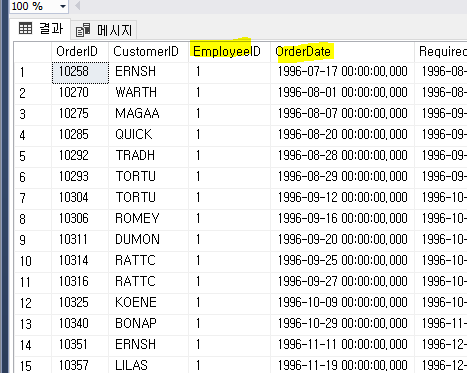 100 %
결과 메시지
OrderID CustomerID EmployeeID OrderDate Required
1 10258 ERNSH 1 1996-07-17 00:00:00,000 1996-08-
2 10270 WARTH 1 1996-08-01 00:00:00,000 1996-08-
3 10275 MAGAA 1 1996-08-07 00:00:00,000 1996-09-
4 10285 QUICK 1 1996-08-20 00:00:00,000 1996-09-
5 10292 TRADH 1 1996-08-28 00:00:00,000 1996-09-
6 10293 TORTU 1 1996-08-29 00:00:00,000 1996-09-
7 10304 TORTU 1 1996-09-12 00:00:00,000 1996-10-
8 10306 ROMEY 1 1996-09-16 00:00:00,000 1996-10-
9 10311 DUMON 1 1996-09-20 00:00:00,000 1996-10-
10 10314 RATTC 1 1996-09-25 00:00:00,000 1996-10-
11 10316 RATTC 1 1996-09-27 00:00:00,000 1996-10-
12 10325 KOENE 1 1996-10-09 00:00:00,000 1996-10-
13 10340 BONAP 1 1996-10-29 00:00:00,000 1996-11-
14 10351 ERNSH 1 1996-11-11 00:00:00,000 1996-12-
15 10357 LILAS 1 1996-11-19 00:00:00,000 1996-12-